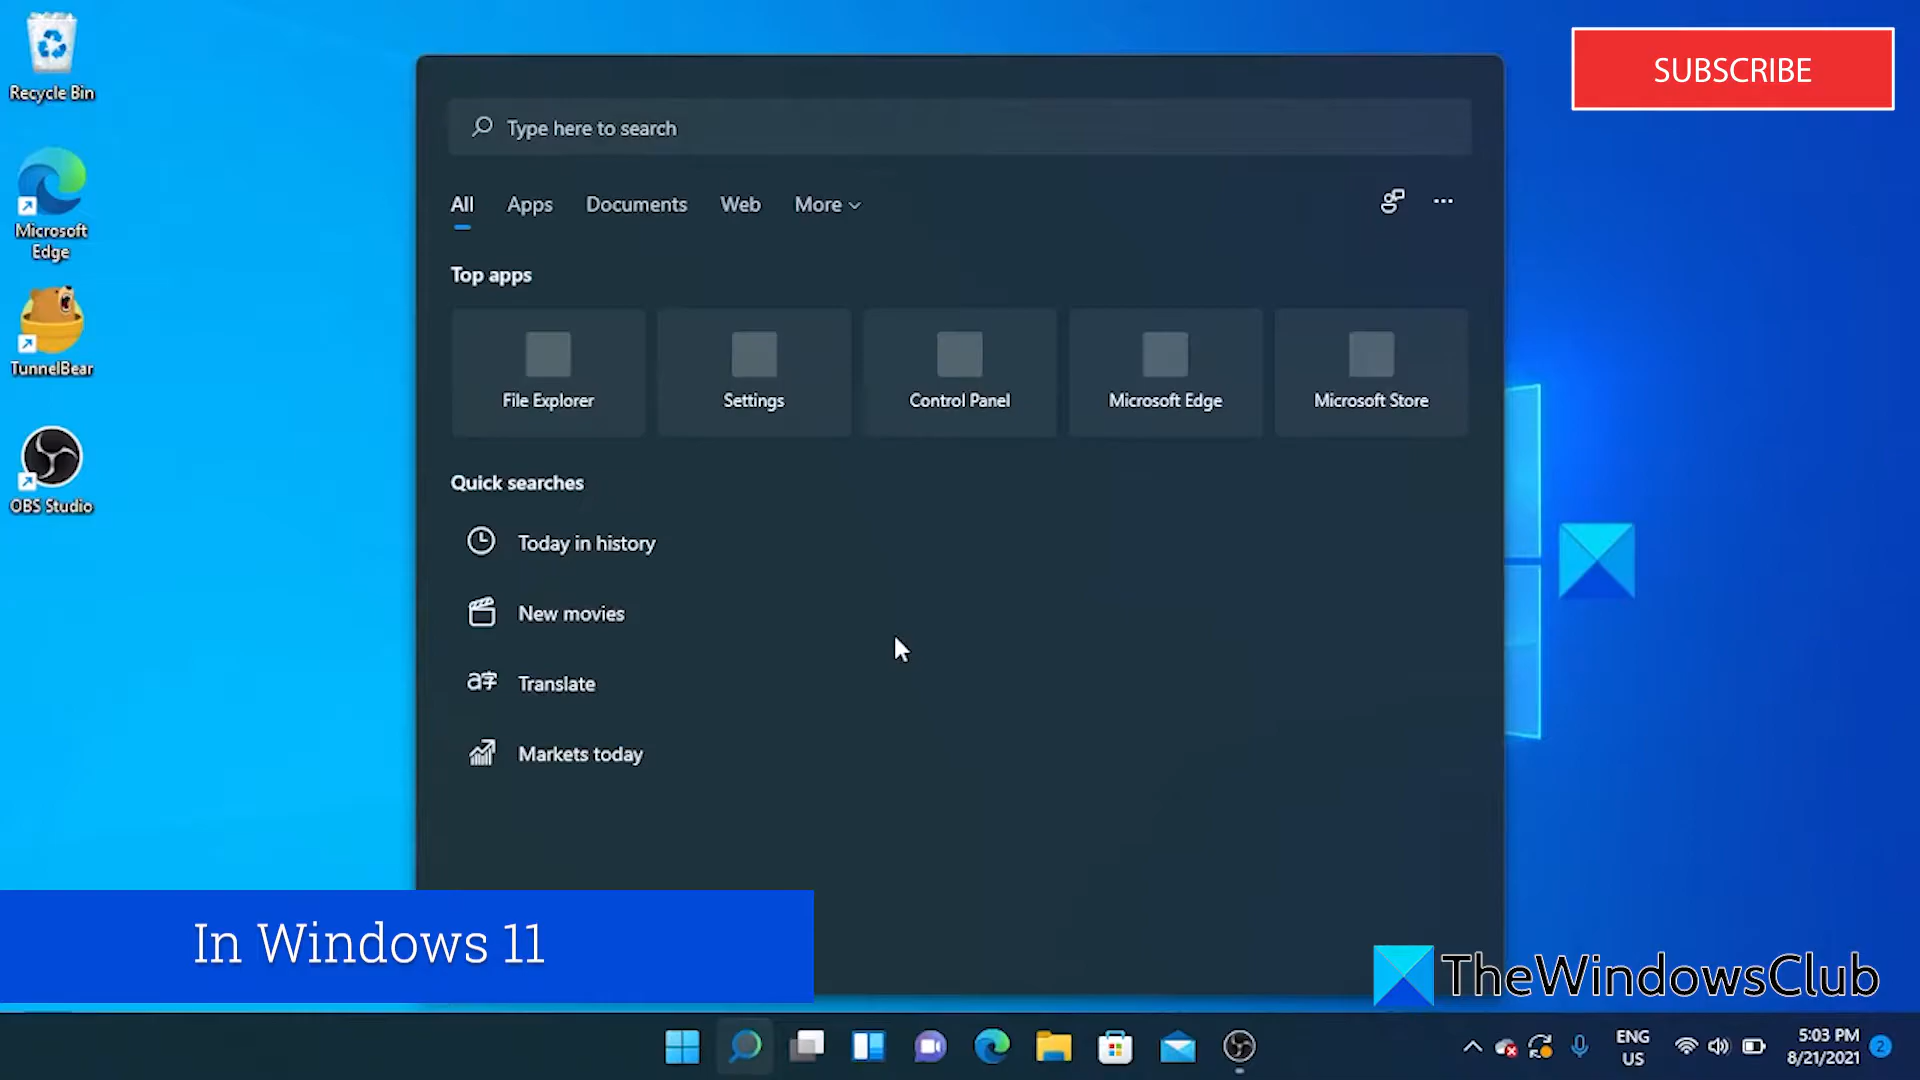 Recycle Bin
Microsoft
Edge
TunnelBear
OBS Studio
SUBSCRIBE
Type here to search
All Apps Documents Web More
Top apps
File Explorer Settings Control Panel Microsoft Edge Microsoft Store
Quick searches
Today in history
New movies
a字 Translate
Markets today
In Windows 11
TheWindowsClub
ENG
US
5:03 PM
8/21/2021
2